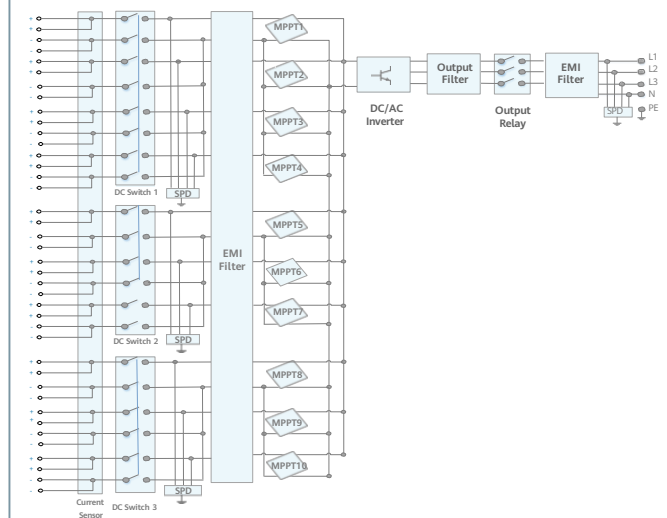 MPPT1
MPPT2
MPPT3
MPPT4
DC Switch 1
SPD
MPPT5
MPPT6
MPPT7
DC Switch 2
SPD
MPPT8
MPPT9
MPPT10
Current
Sensor
DC Switch 3
SPD
EMI
Filter
DC/AC
Inverter
Output
Filter
Output
Relay
EMI
Filter
SPD
L1
L2
L3
N
PE